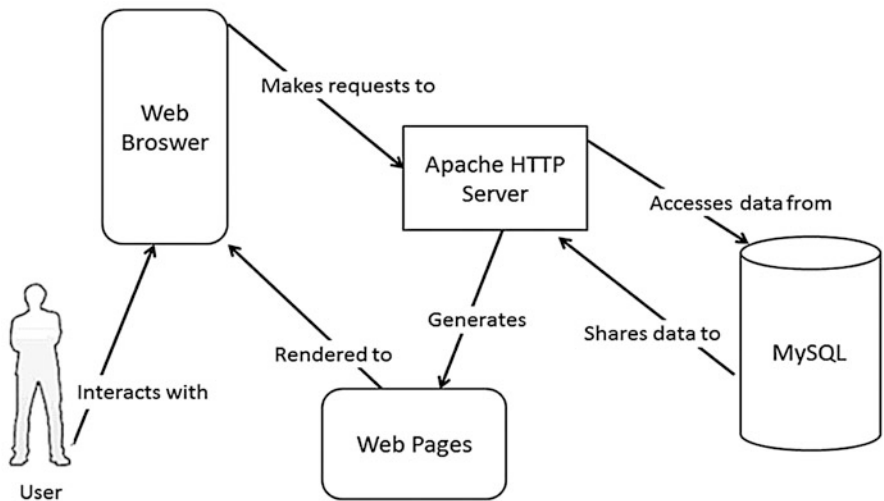 Web
Broswer
Makes requests to
Apache HTTP
Server
Accesses data from
Generates
Shares data to
MySQL
Rendered to
Interacts with
Web Pages
User